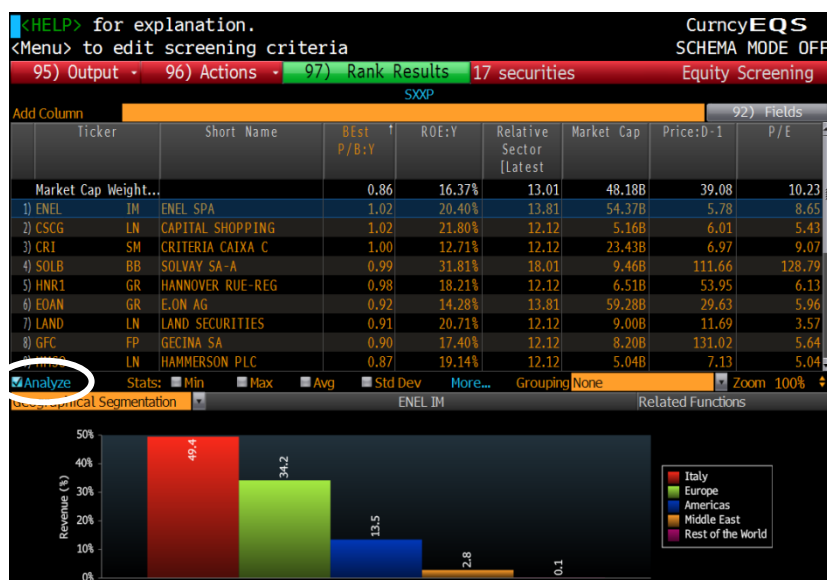 <HELP> for explanation. Curncy EQS
<Menu> to edit screening criteria SCHEMA MODE OFF
95) Output 96) Actions 97) Rank Results 17 securities Equity Screening
SXXP
Add Column 92) Fields
Ticker Short Name BEst P/B:Y ROE:Y Relative Sector [Latest Market Cap Price:D-1 P/E
Market Cap Weight... 0.86 16.37% 13.01 48.18B 39.08 10.23
1) ENEL IM ENEL SPA 1.02 20.40% 13.81 54.37B 5.78 8.65
2) CSCG LN CAPITAL SHOPPING 1.02 21.80% 12.12 5.16B 6.01 5.43
3) CRI SM CRITERIA CAIXA C 1.00 12.71% 12.12 23.43B 6.97 9.07
4) SOLB BB SOLVAY SA-A 0.99 31.81% 18.01 9.46B 111.66 128.79
5) HNR1 GR HANNOVER RUE-REG 0.98 18.21% 12.12 6.51B 53.95 6.13
6) EOAN GR E.ON AG 0.92 14.28% 13.81 59.28B 29.63 5.96
7) LAND LN LAND SECURITIES 0.91 20.71% 12.12 9.00B 11.69 3.57
8) GFC FP GECINA SA 0.90 17.40% 12.12 8.20B 131.02 5.64
LN HAMMERSON PLC 0.87 19.14% 12.12 5.04B 7.13 5.04
Analyze Stats: Min Max Avg Std Dev More... Grouping None Zoom 100%
Geographical Segmentation ENEL IM Related Functions
50%
40%
30%
20%
10%
0%
Revenue (%)
49.4
34.2
13.5
2.8
0.1
Italy
Europe
Americas
Middle East
Rest of the World